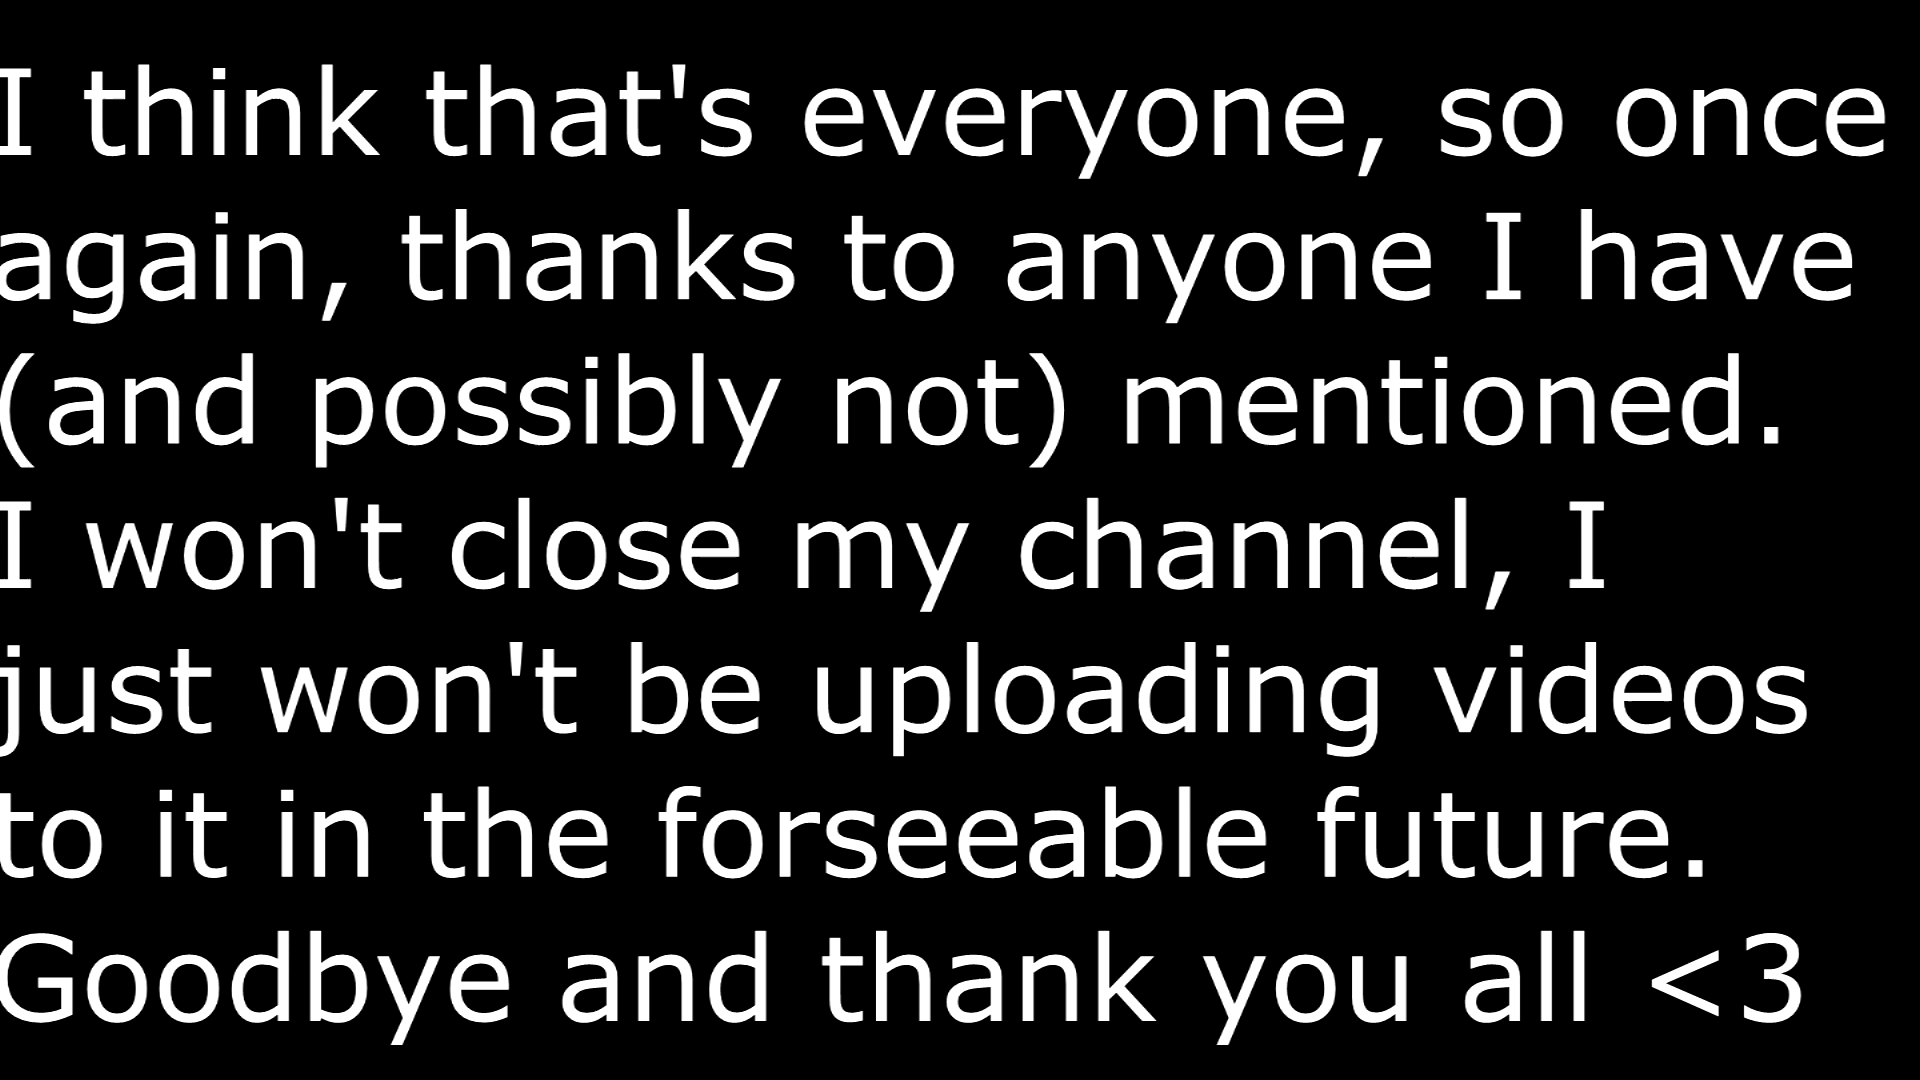 I think that's everyone, so once
again, thanks to anyone I have
(and possibly not) mentioned.
I won't close my channel, I
just won't be uploading videos
to it in the forseeable future.
Goodbye and thank you all <3